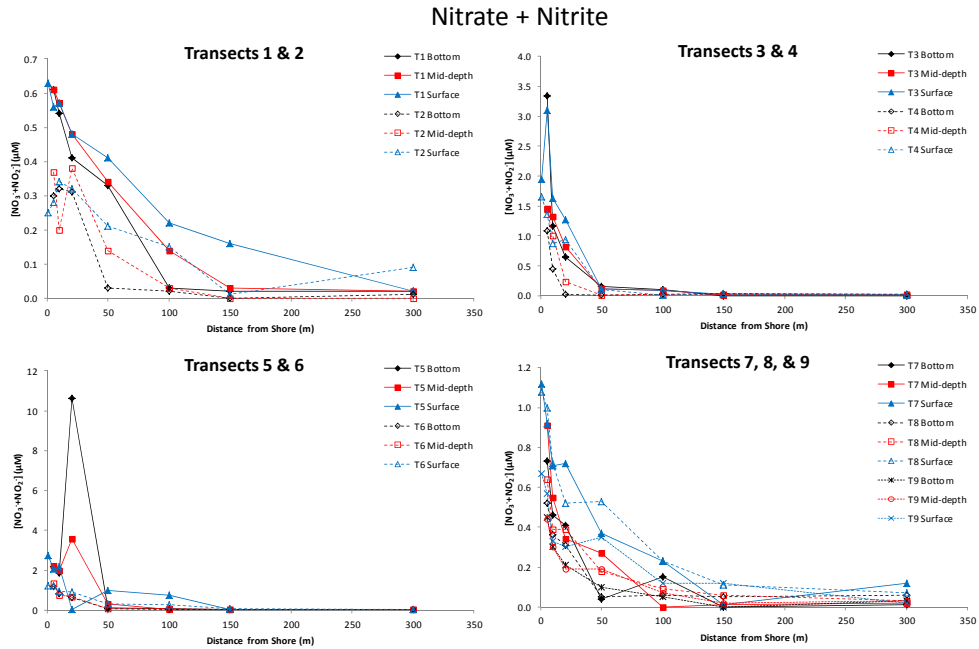 Nitrate + Nitrite
Transects 1 & 2
[NO₃⁻+NO₂⁻] (µM)
0.7
0.6
0.5
0.4
0.3
0.2
0.1
0.0
0 50 100 150 200 250 300 350
Distance from Shore (m)
T1 Bottom
T1 Mid-depth
T1 Surface
T2 Bottom
T2 Mid-depth
T2 Surface
Transects 3 & 4
[NO₃⁻+NO₂⁻] (µM)
4.0
3.5
3.0
2.5
2.0
1.5
1.0
0.5
0.0
0 50 100 150 200 250 300 350
Distance from Shore (m)
T3 Bottom
T3 Mid-depth
T3 Surface
T4 Bottom
T4 Mid-depth
T4 Surface
Transects 5 & 6
[NO₃⁻+NO₂⁻] (µM)
12
10
8
6
4
2
0
0 50 100 150 200 250 300 350
Distance from Shore (m)
T5 Bottom
T5 Mid-depth
T5 Surface
T6 Bottom
T6 Mid-depth
T6 Surface
Transects 7, 8, & 9
[NO₃⁻+NO₂⁻] (µM)
1.2
1.0
0.8
0.6
0.4
0.2
0.0
0 50 100 150 200 250 300 350
Distance from Shore (m)
T7 Bottom
T7 Mid-depth
T7 Surface
T8 Bottom
T8 Mid-depth
T8 Surface
T9 Bottom
T9 Mid-depth
T9 Surface